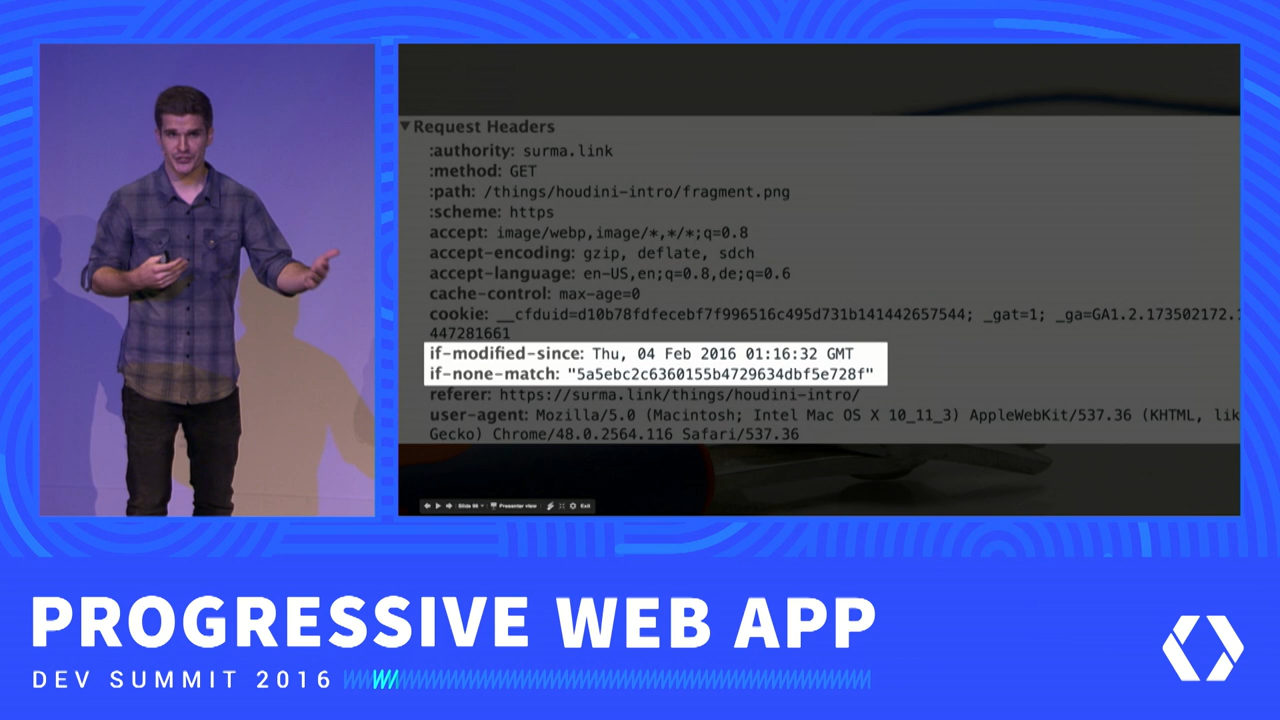 Request Headers
:authority: surma.link
:method: GET
:path: /things/houdini-intro/fragment.png
:scheme: https
accept: image/webp,image/*,*/*;q=0.8
accept-encoding: gzip, deflate, sdch
accept-language: en-US,en;q=0.8,de;q=0.6
cache-control: max-age=0
cookie: __cfduid=d10b78fdfecebf7f996516c495d731b141442657544; _gat=1; _ga=GA1.2.173502172.1
447281661
if-modified-since: Thu, 04 Feb 2016 01:16:32 GMT
if-none-match: "5a5ebc2c6360155b4729634dbf5e728f"
referer: https://surma.link/things/houdini-intro/
user-agent: Mozilla/5.0 (Macintosh; Intel Mac OS X 10_11_3) AppleWebKit/537.36 (KHTML, lik
Gecko) Chrome/48.0.2564.116 Safari/537.36
Presenter view
Exit
PROGRESSIVE WEB APP
DEV SUMMIT 2016